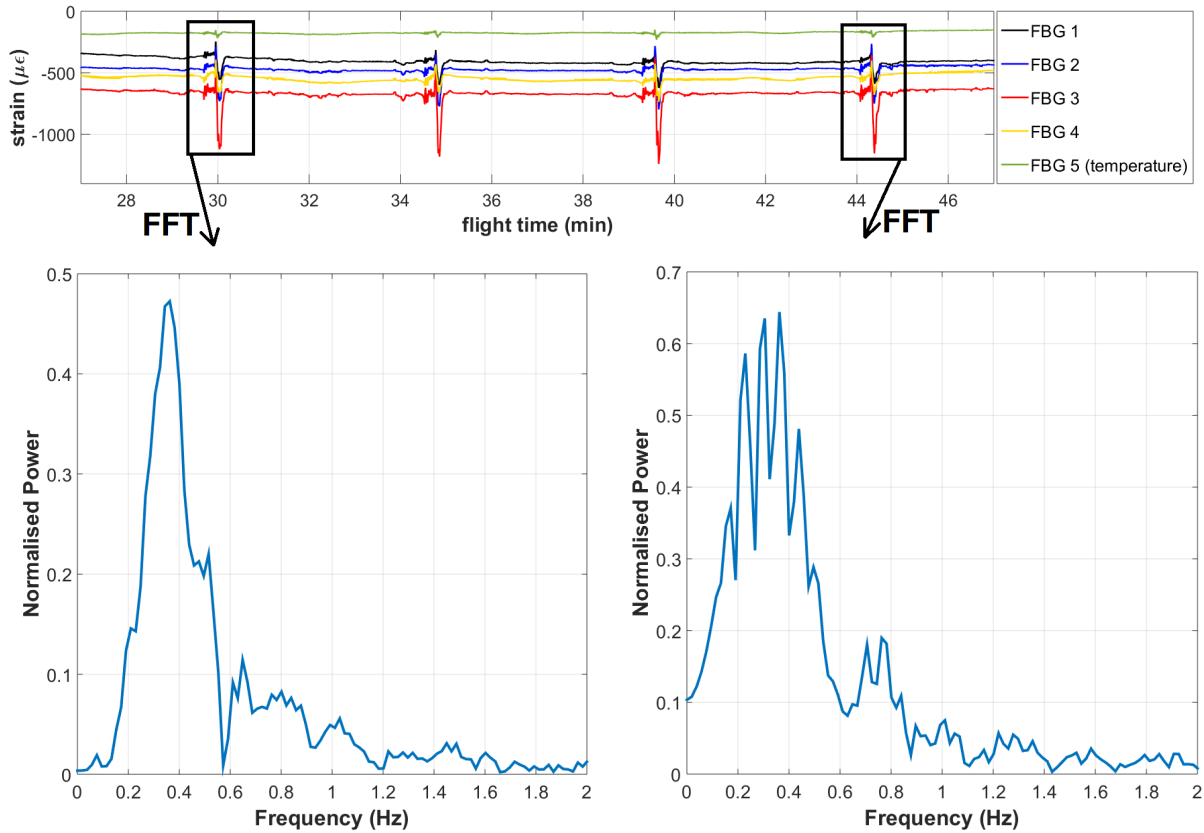 0
-500
-1000
strain (με)
28 30 32 34 36 38 40 42 44 46
flight time (min)
FBG 1
FBG 2
FBG 3
FBG 4
FBG 5 (temperature)
FFT
FFT
0.5
0.4
0.3
0.2
0.1
0
Normalised Power
0 0.2 0.4 0.6 0.8 1 1.2 1.4 1.6 1.8 2
Frequency (Hz)
0.7
0.6
0.5
0.4
0.3
0.2
0.1
0
Normalised Power
0 0.2 0.4 0.6 0.8 1 1.2 1.4 1.6 1.8 2
Frequency (Hz)